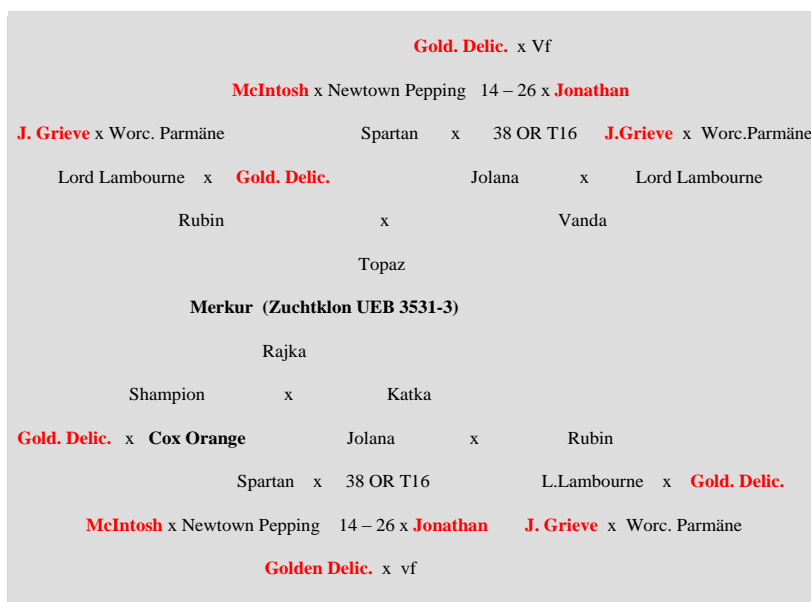 Gold. Delic. x Vf
McIntosh x Newtown Pepping 14 – 26 x Jonathan
J. Grieve x Worc. Parmäne Spartan x 38 OR T16 J.Grieve x Worc.Parmäne
Lord Lambourne x Gold. Delic. Jolana x Lord Lambourne
Rubin x Vanda
Topaz
Merkur (Zuchtklon UEB 3531-3)
Rajka
Shampion x Katka
Gold. Delic. x Cox Orange Jolana x Rubin
Spartan x 38 OR T16 L.Lambourne x Gold. Delic.
McIntosh x Newtown Pepping 14 – 26 x Jonathan J. Grieve x Worc. Parmäne
Golden Delic. x vf